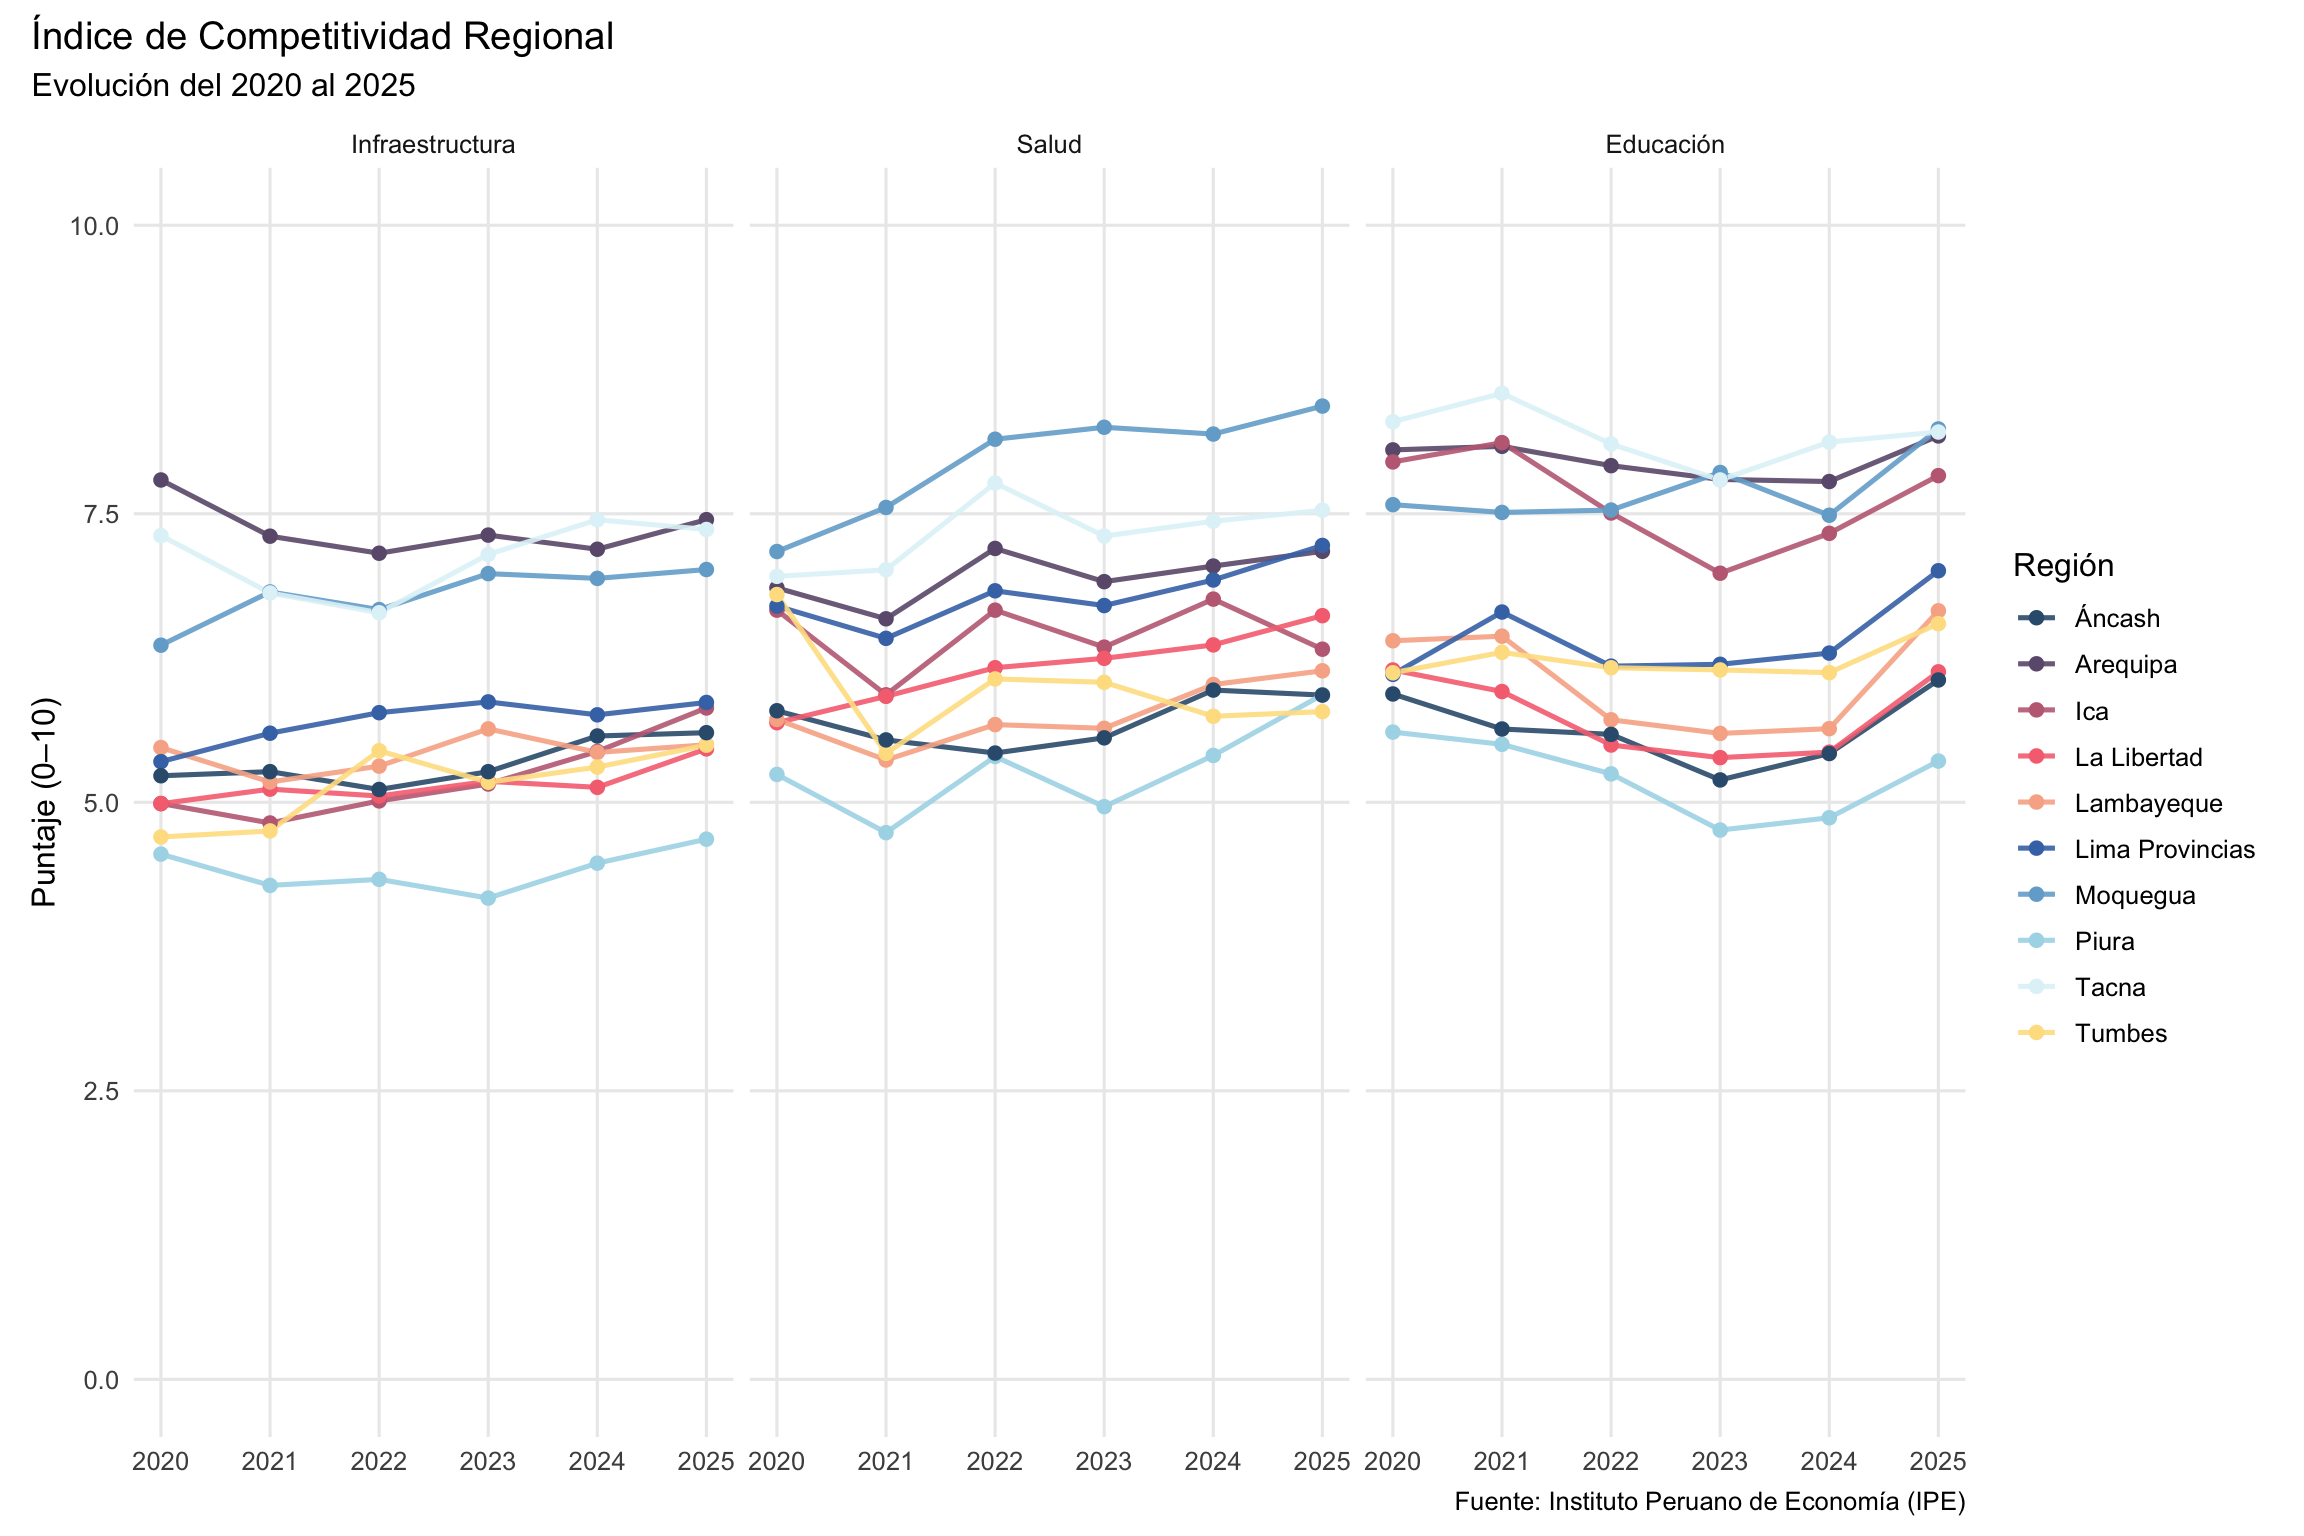 Índice de Competitividad Regional
Evolución del 2020 al 2025
Infraestructura
Salud
Educación
10.0
7.5
5.0
2.5
0.0
Puntaje (0–10)
2020 2021 2022 2023 2024 2025
2020 2021 2022 2023 2024 2025
2020 2021 2022 2023 2024 2025
Región
Áncash
Arequipa
Ica
La Libertad
Lambayeque
Lima Provincias
Moquegua
Piura
Tacna
Tumbes
Fuente: Instituto Peruano de Economía (IPE)